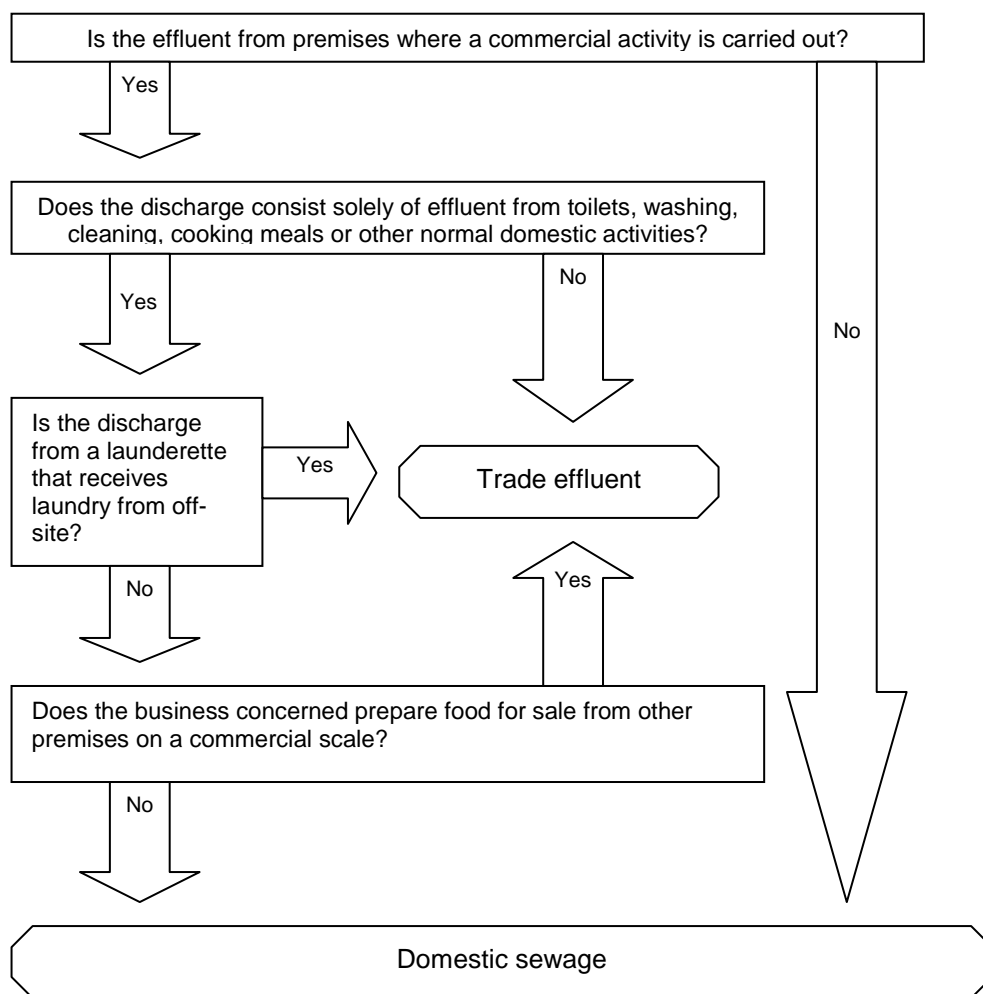 Is the effluent from premises where a commercial activity is carried out?
Yes
Does the discharge consist solely of effluent from toilets, washing,
cleaning, cooking meals or other normal domestic activities?
Yes
No
No
Is the discharge
from a launderette
that receives
laundry from off-
site?
Yes
Trade effluent
No
Yes
Does the business concerned prepare food for sale from other
premises on a commercial scale?
No
Domestic sewage